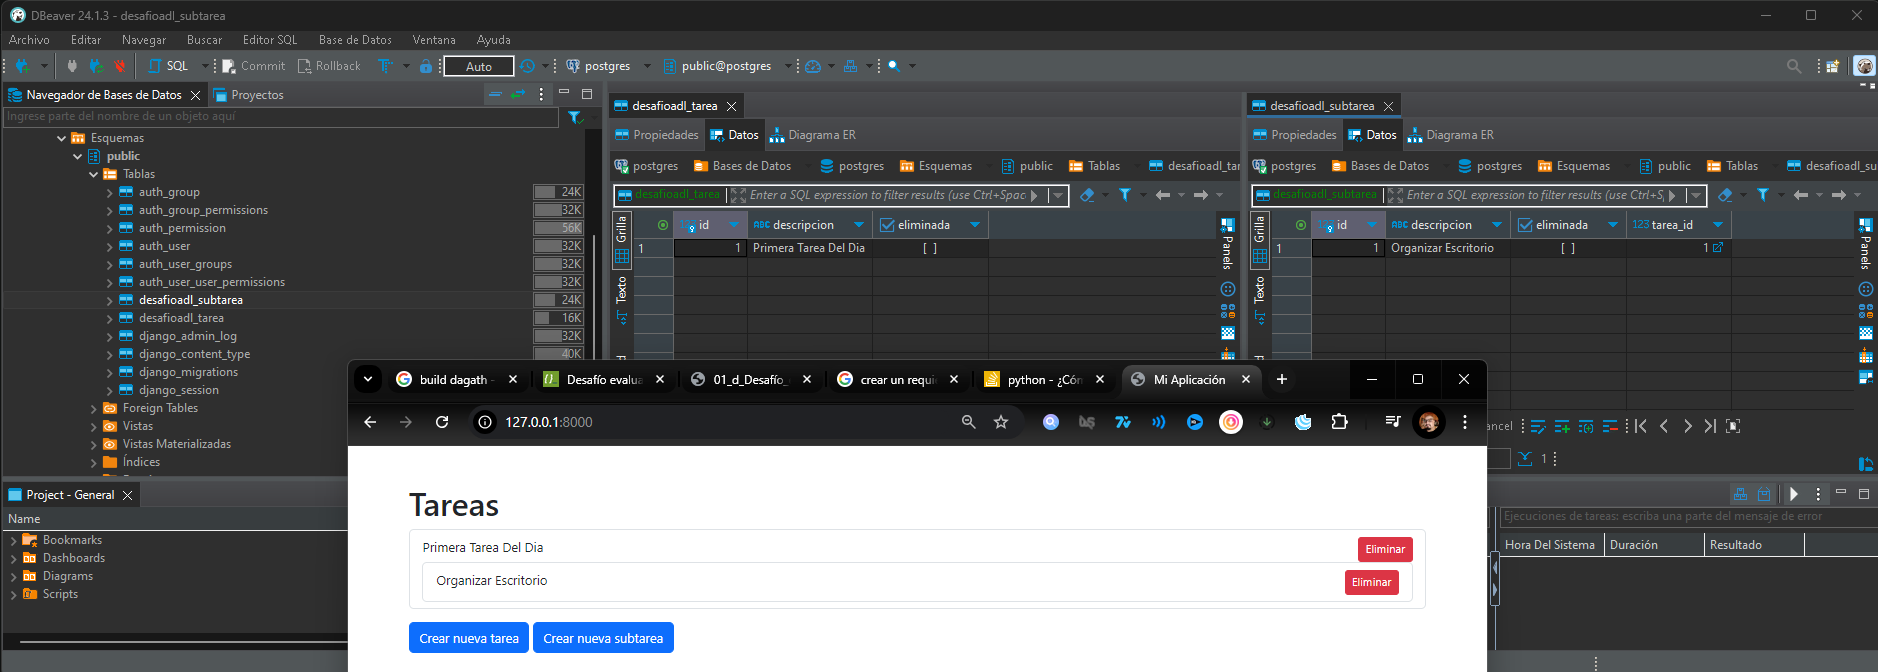 DBeaver 24.1.3 - desafioadl_subtarea
Archivo Editar Navegar Buscar Editor SQL Base de Datos Ventana Ayuda
SQL Commit Rollback Auto postgres public@postgres
Navegador de Bases de Datos Proyectos
Ingrese parte del nombre de un objeto aquí
Esquemas
public
Tablas
auth_group 24K
auth_group_permissions 32K
auth_permission 56K
auth_user 32K
auth_user_groups 32K
auth_user_user_permissions 32K
desafioadl_subtarea 24K
desafioadl_tarea 16K
django_admin_log 32K
django_content_type 40K
django_migrations
django_session
Foreign Tables
Vistas
Vistas Materializadas
Índices
desafioadl_tarea
Propiedades Datos Diagrama ER
postgres Bases de Datos postgres Esquemas public Tablas desafioadl_tar
desafioadl_tarea Enter a SQL expression to filter results (use Ctrl+Spac
Grilla
Texto
123 id ABC descripcion eliminada
1 1 Primera Tarea Del Dia [ ]
Panels
desafioadl_subtarea
Propiedades Datos Diagrama ER
postgres Bases de Datos postgres Esquemas public Tablas desafioadl_su
desafioadl_subtarea Enter a SQL expression to filter results (use Ctrl+S
Grilla
Texto
123 id ABC descripcion eliminada 123 tarea_id
1 1 Organizar Escritorio [ ] 1
Panels
ancel
1
Project - General
Name
Bookmarks
Dashboards
Diagrams
Scripts
Ejecuciones de tareas: escriba una parte del mensaje de error
Hora Del Sistema Duración Resultado
build dagath - Desafío evalua 01_d_Desafío_ crear un requi python - ¿Cón Mi Aplicación
127.0.0.1:8000
Tareas
Primera Tarea Del Dia Eliminar
Organizar Escritorio Eliminar
Crear nueva tarea Crear nueva subtarea